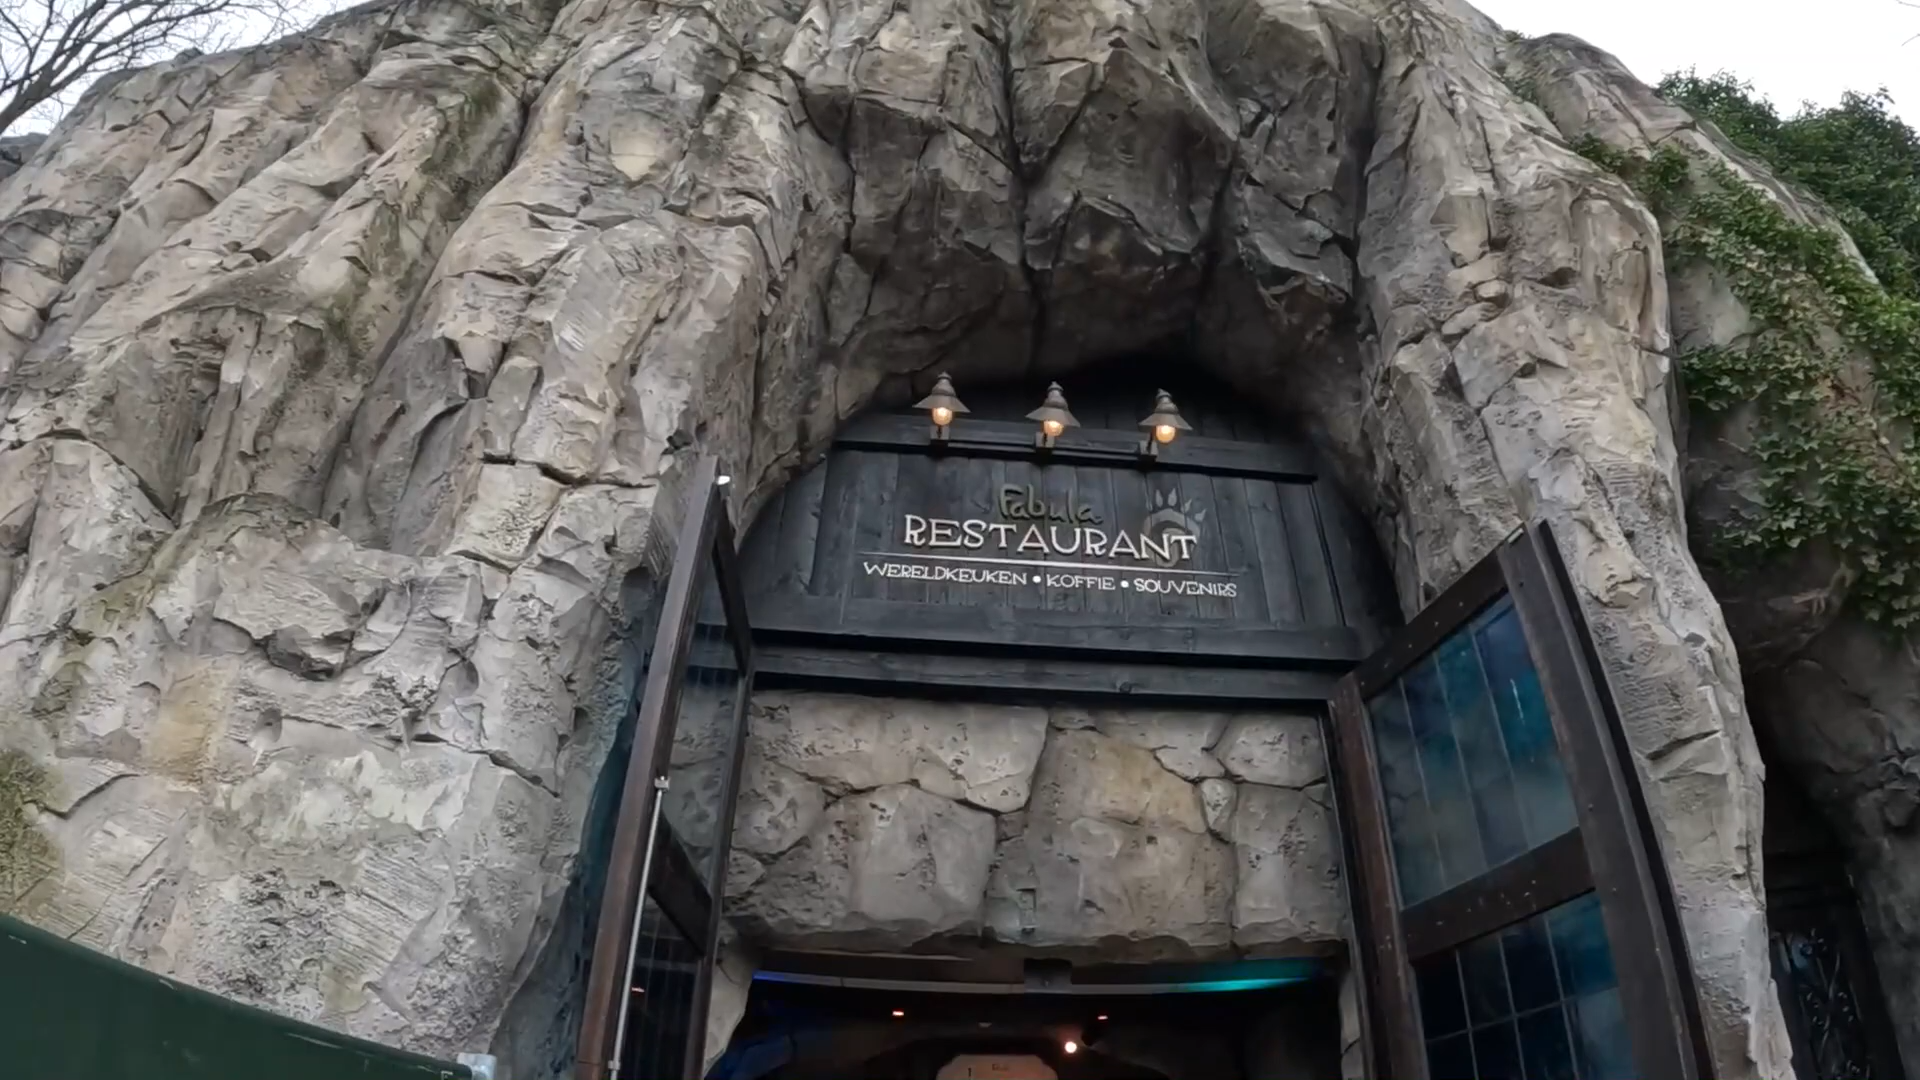 Fabula
RESTAURANT
WERELDKEUKEN • KOFFIE • SOUVENIRS